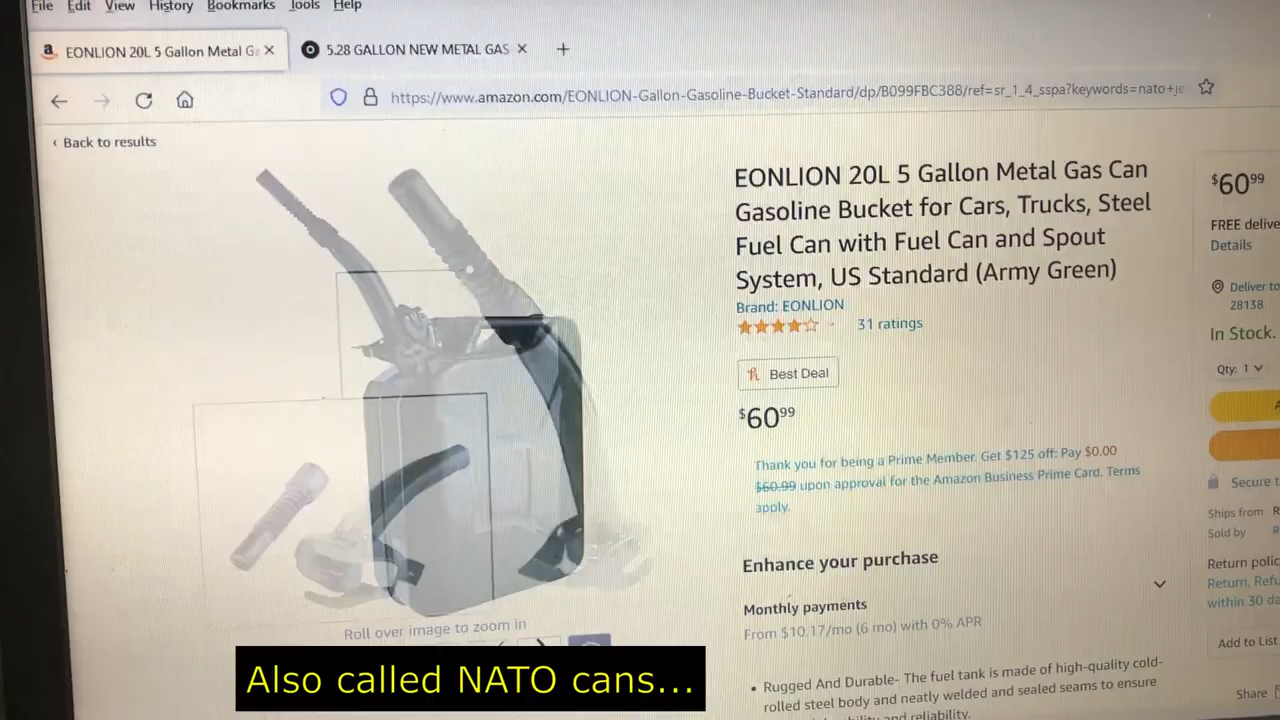 File Edit View History Bookmarks Tools Help
EONLION 20L 5 Gallon Metal Ga
5.28 GALLON NEW METAL GAS
https://www.amazon.com/EONLION-Gallon-Gasoline-Bucket-Standard/dp/B099FBC388/ref=sr_1_4_sspa?keywords=nato+je
‹ Back to results
EONLION 20L 5 Gallon Metal Gas Can
Gasoline Bucket for Cars, Trucks, Steel
Fuel Can with Fuel Can and Spout
System, US Standard (Army Green)
Brand: EONLION
31 ratings
Best Deal
$60⁹⁹
Thank you for being a Prime Member. Get $125 off: Pay $0.00
$60.99 upon approval for the Amazon Business Prime Card. Terms
apply.
Enhance your purchase
Monthly payments
From $10.17/mo (6 mo) with 0% APR
• Rugged And Durable- The fuel tank is made of high-quality cold-
rolled steel body and neatly welded and sealed seams to ensure
and reliability.
Roll over image to zoom in
$60⁹⁹
FREE delive
Details
Deliver to
28138
In Stock.
Qty: 1
Secure t
Ships from R
Sold by R
Return polic
Return, Refu
within 30 da
Add to List
Share
Also called NATO cans...